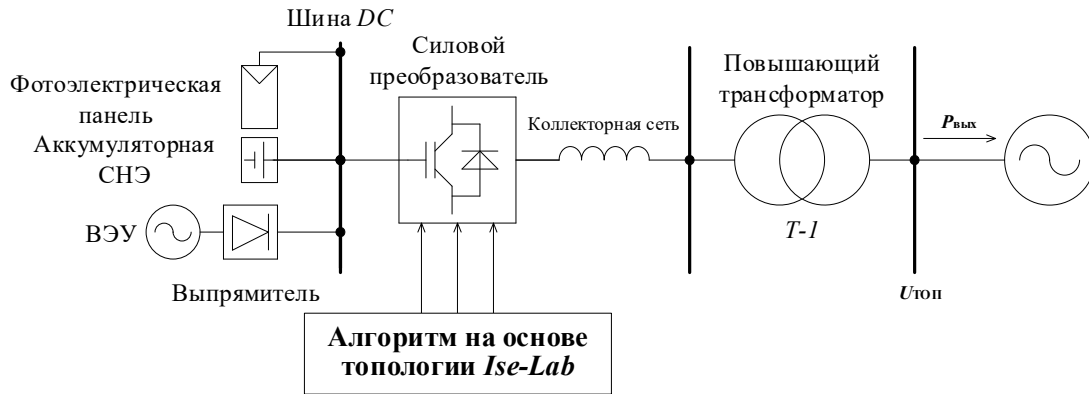 Шина DC
Фотоэлектрическая
панель
Аккумуляторная
СНЭ
ВЭУ
Выпрямитель
Силовой
преобразователь
Коллекторная сеть
Повышающий
трансформатор
Т-1
Pвых
Uтоп
Алгоритм на основе
топологии Ise-Lab